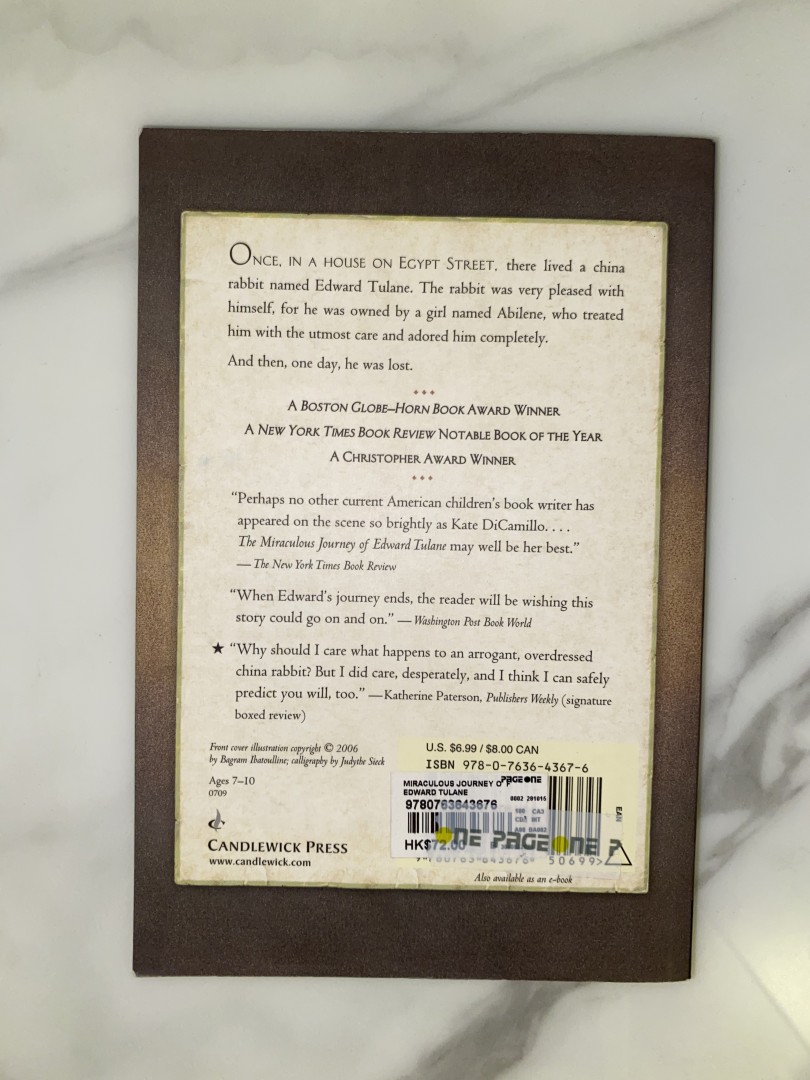 ONCE, IN A HOUSE ON EGYPT STREET, there lived a china
rabbit named Edward Tulane. The rabbit was very pleased with
himself, for he was owned by a girl named Abilene, who treated
him with the utmost care and adored him completely.
And then, one day, he was lost.
A BOSTON GLOBE–HORN BOOK AWARD WINNER
A NEW YORK TIMES BOOK REVIEW NOTABLE BOOK OF THE YEAR
A CHRISTOPHER AWARD WINNER
“Perhaps no other current American children’s book writer has
appeared on the scene so brightly as Kate DiCamillo. . . .
The Miraculous Journey of Edward Tulane may well be her best.”
— The New York Times Book Review
“When Edward’s journey ends, the reader will be wishing this
story could go on and on.” — Washington Post Book World
★ “Why should I care what happens to an arrogant, overdressed
china rabbit? But I did care, desperately, and I think I can safely
predict you will, too.” — Katherine Paterson, Publishers Weekly (signature
boxed review)
Front cover illustration copyright © 2006
by Bagram Ibatoulline; calligraphy by Judythe Sieck
Ages 7–10
0709
CANDLEWICK PRESS
www.candlewick.com
U.S. $6.99 / $8.00 CAN
ISBN 978-0-7636-4367-6
MIRACULOUS JOURNEY O
PAGE ONE
EDWARD TULANE
9780763643676
0002 201015
HK$72.00
ONE PAGE ONE P
EAN
50699>
Also available as an e-book